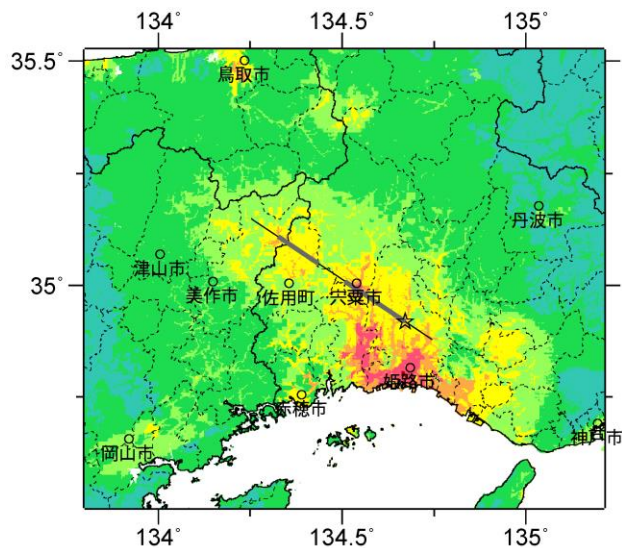 134° 134.5° 135°
35.5°
鳥取市
丹波市
津山市
35°
美作市
佐用町
宍粟市
姫路市
赤穂市
神戸市
岡山市
134° 134.5° 135°